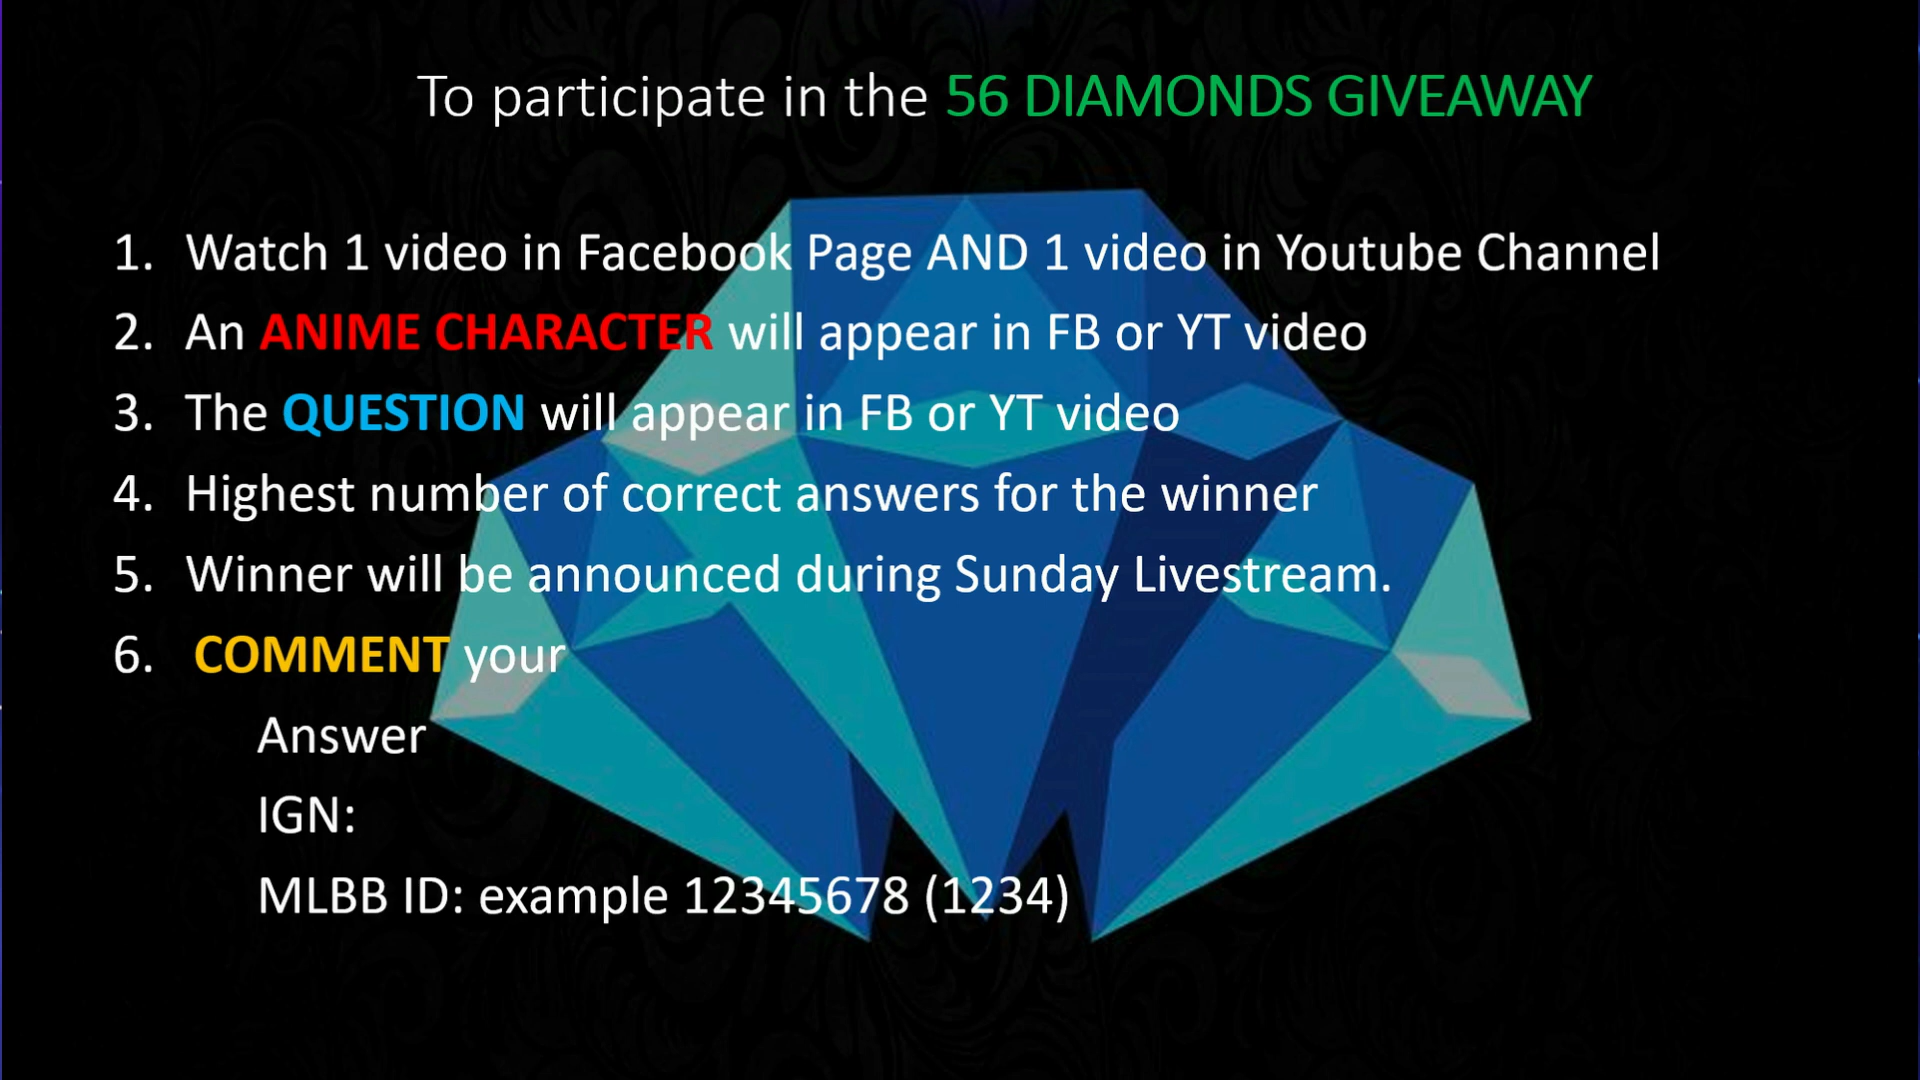 To participate in the 56 DIAMONDS GIVEAWAY
1. Watch 1 video in Facebook Page AND 1 video in Youtube Channel
2. An ANIME CHARACTER will appear in FB or YT video
3. The QUESTION will appear in FB or YT video
4. Highest number of correct answers for the winner
5. Winner will be announced during Sunday Livestream.
6. COMMENT your
Answer
IGN:
MLBB ID: example 12345678 (1234)